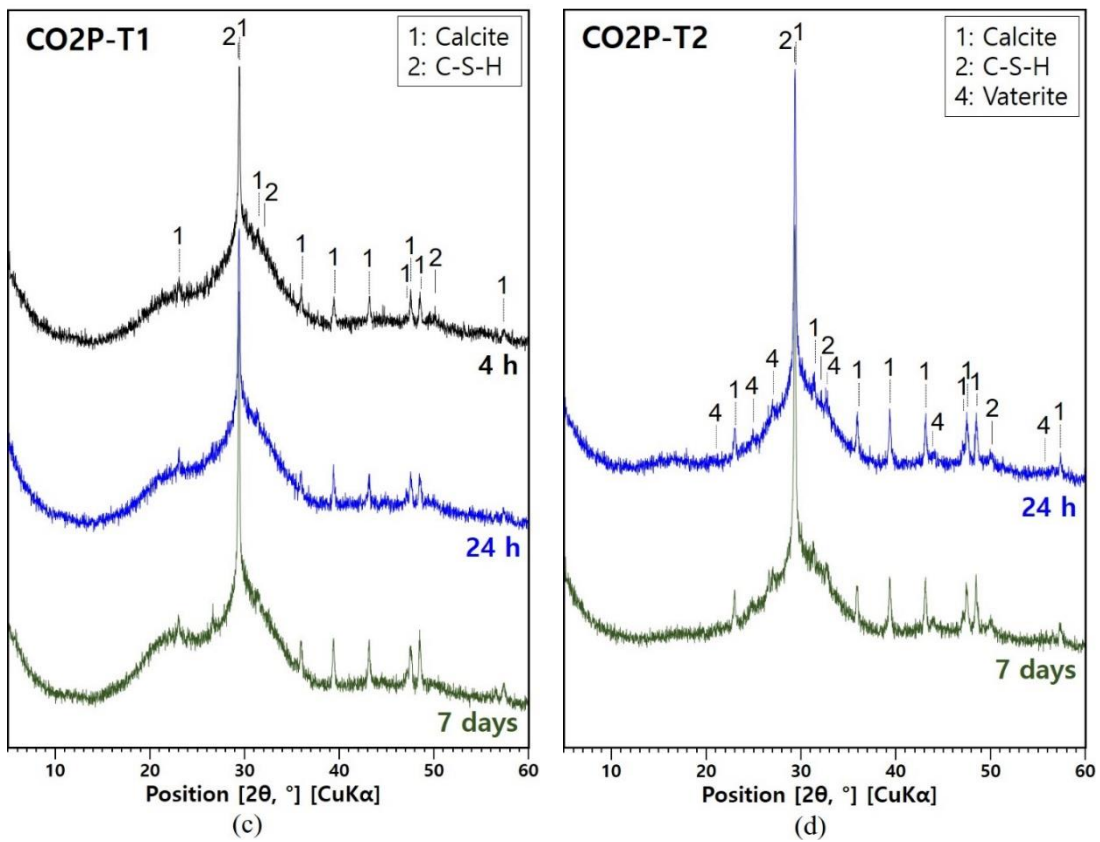 CO2P-T1
1: Calcite
2: C-S-H
21
1
2
1
1
1
1
1
1
1
2
1
4 h
24 h
7 days
10 20 30 40 50 60
Position [2θ, °] [CuKα]
(c)
CO2P-T2
1: Calcite
2: C-S-H
4: Vaterite
21
1
2
4
4
1
4
4
1
1
1
4
1
1
1
2
4
1
24 h
7 days
10 20 30 40 50 60
Position [2θ, °] [CuKα]
(d)